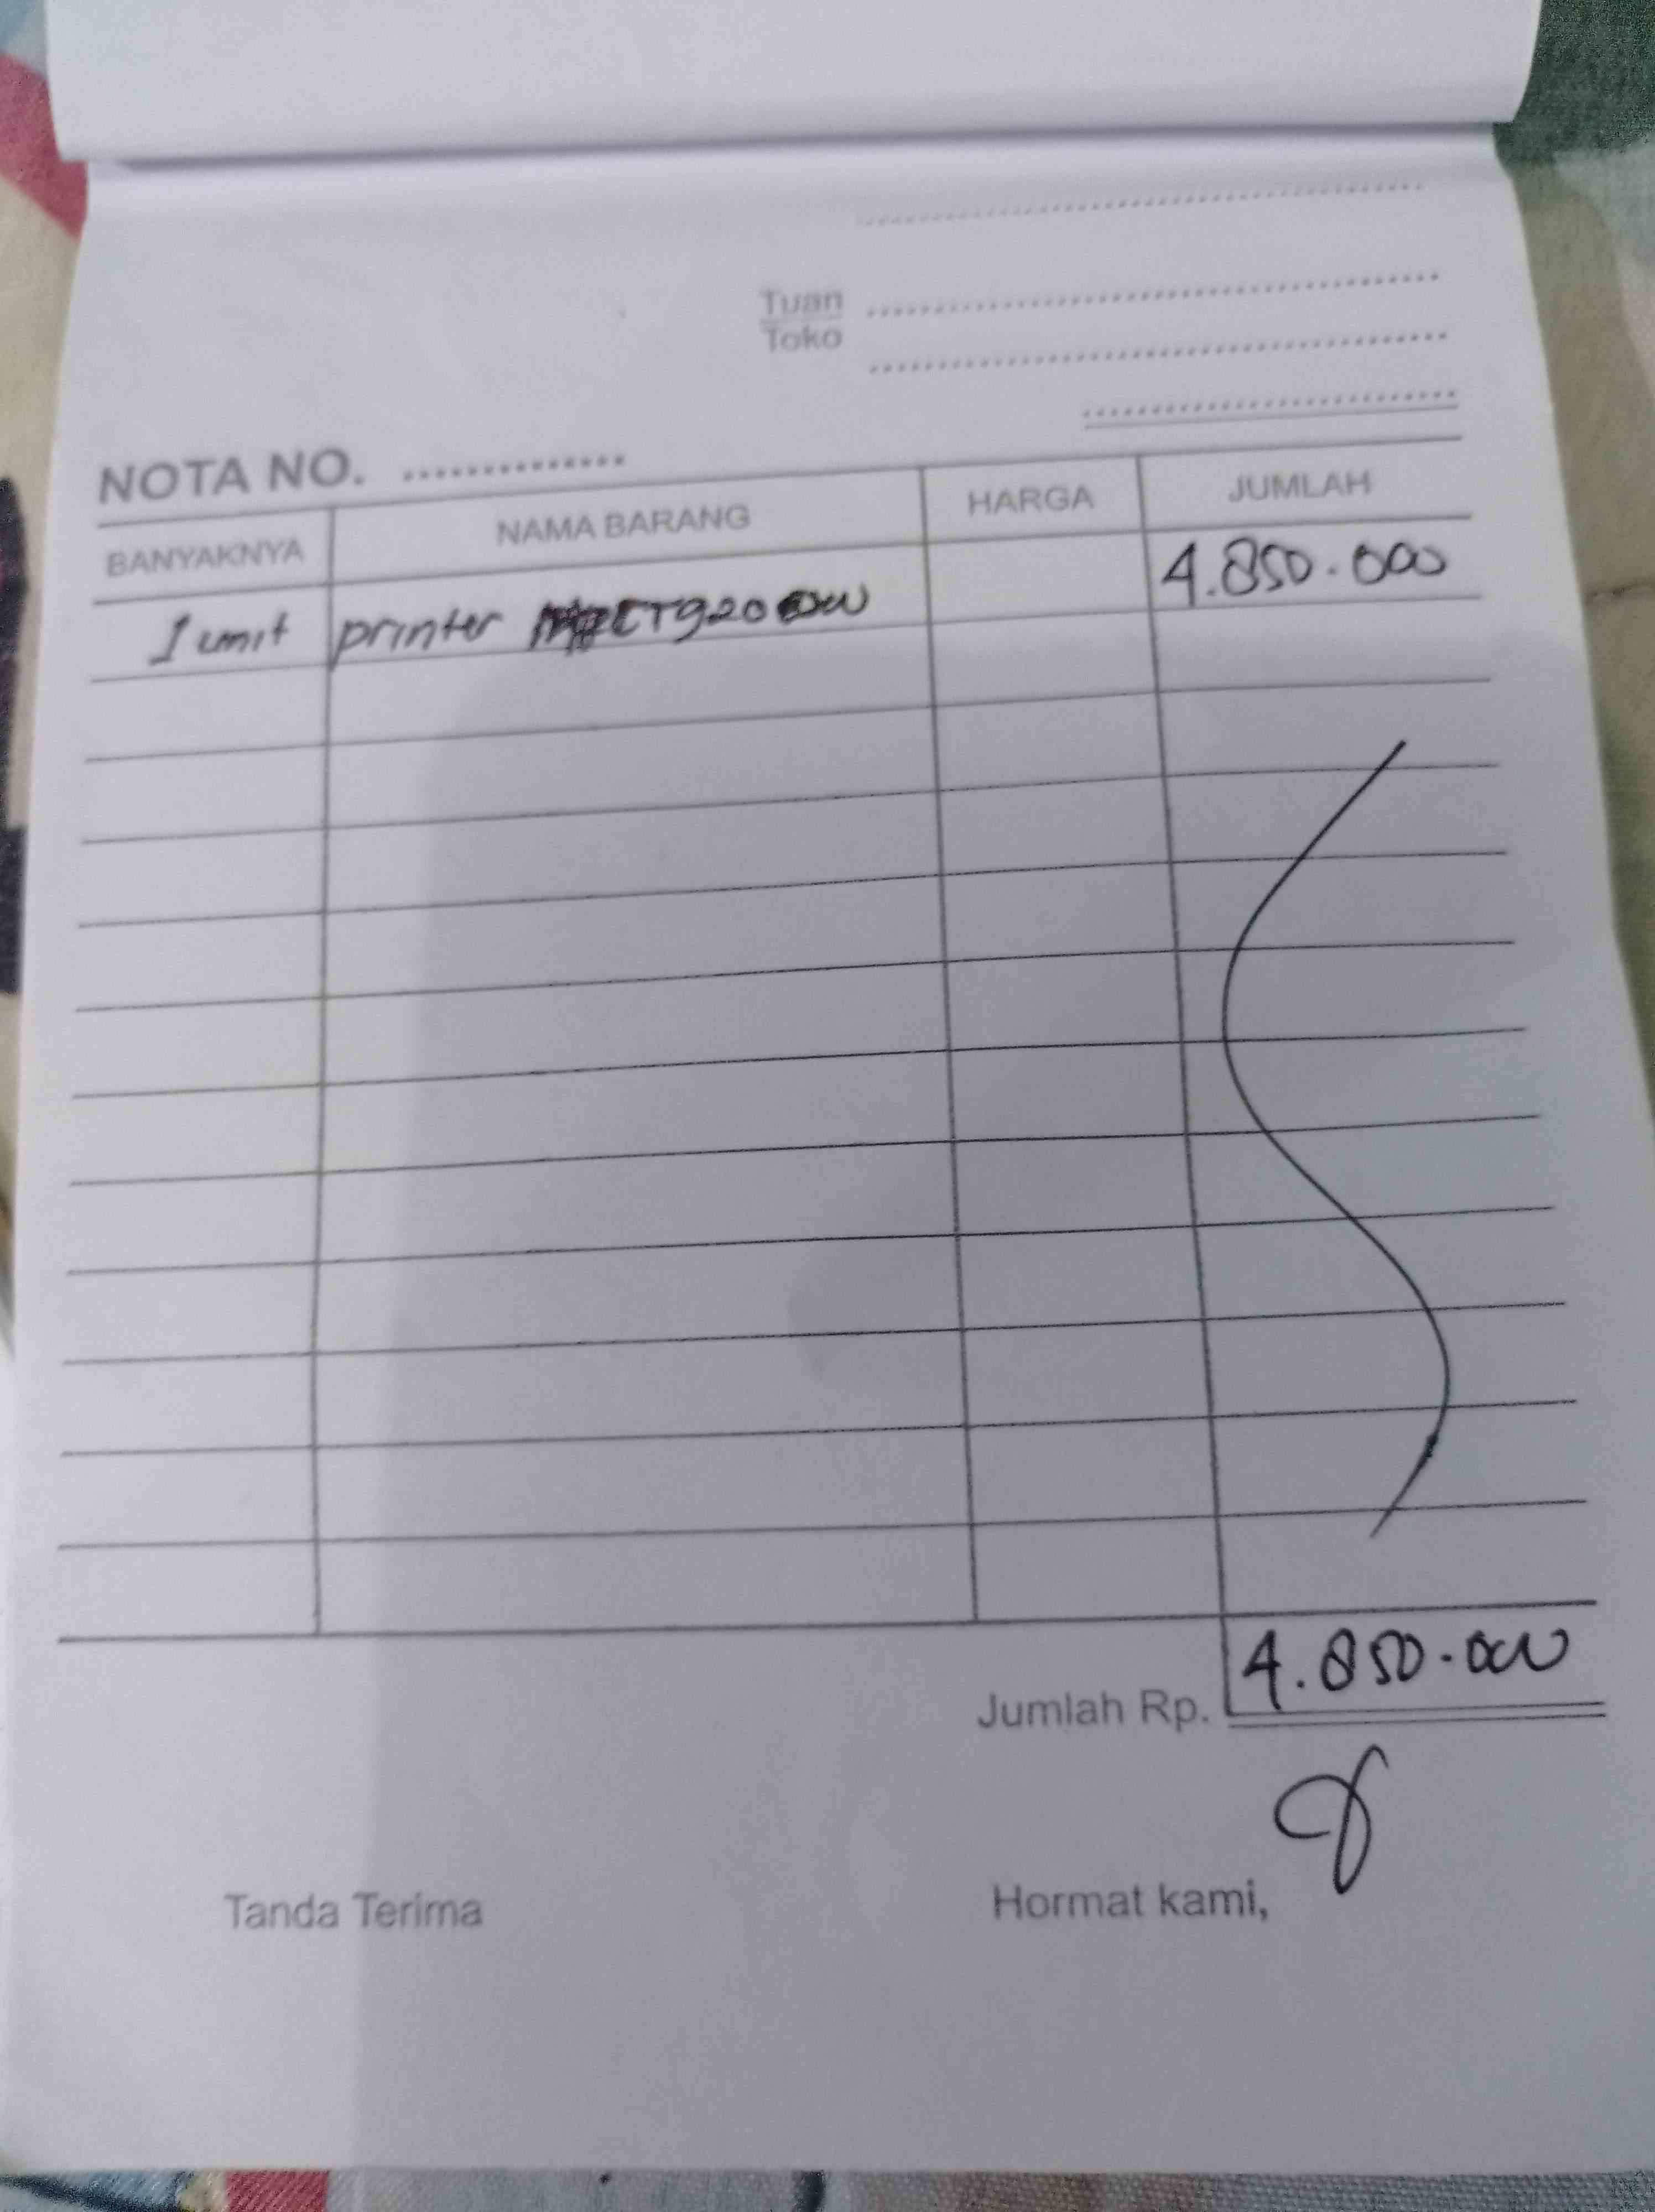 Tuan
Toko
NOTA NO. ..............
BANYAKNYA NAMA BARANG HARGA JUMLAH
1 unit printer 4.850.000
Jumlah Rp. 4.850.000
Tanda Terima Hormat kami,